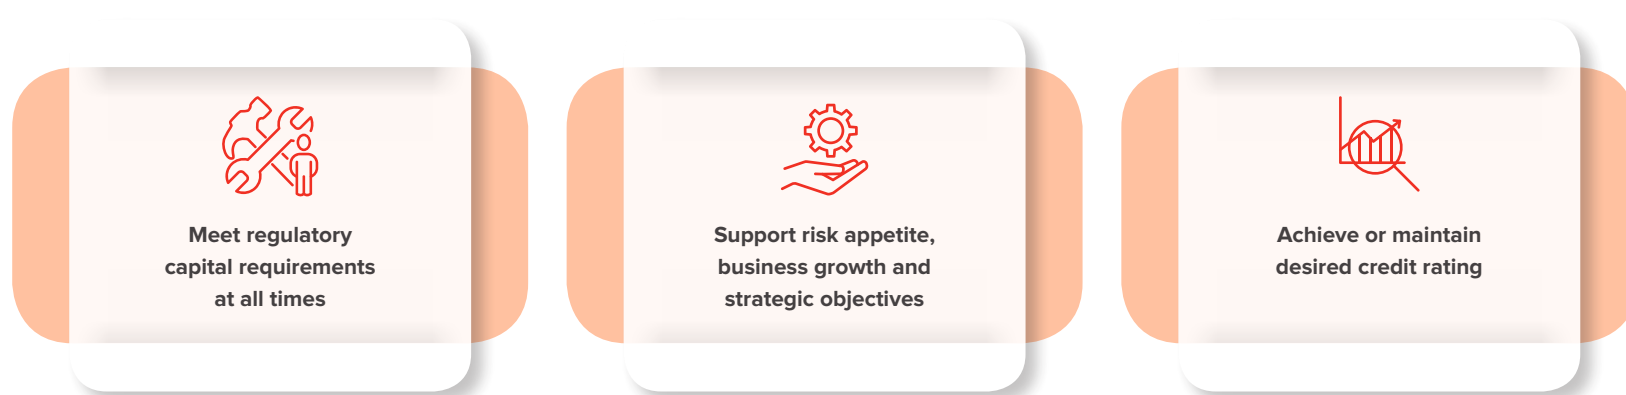 Meet regulatory
capital requirements
at all times
Support risk appetite,
business growth and
strategic objectives
Achieve or maintain
desired credit rating